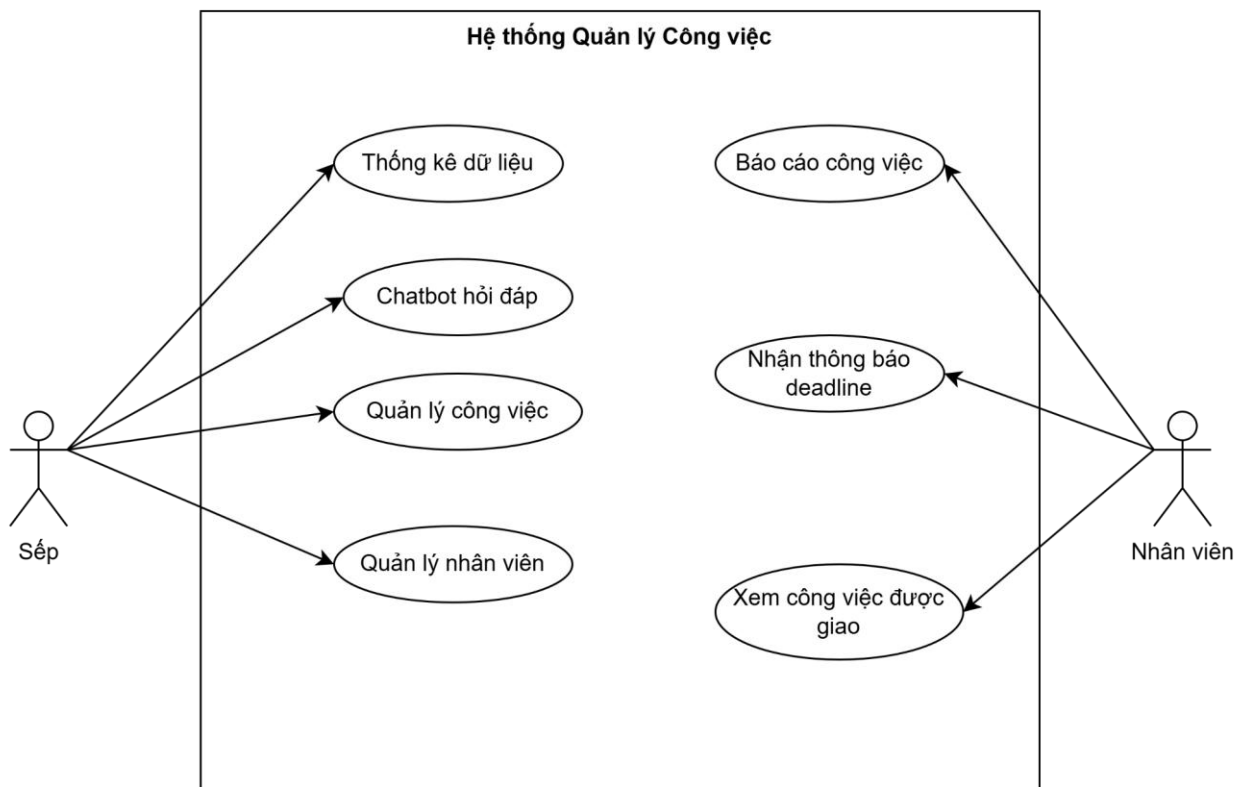 Hệ thống Quản lý Công việc
Thống kê dữ liệu
Báo cáo công việc
Chatbot hỏi đáp
Nhận thông báo
deadline
Quản lý công việc
Sếp
Nhân viên
Quản lý nhân viên
Xem công việc được
giao